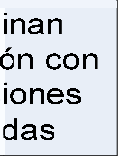 inan
ón con
iones
das